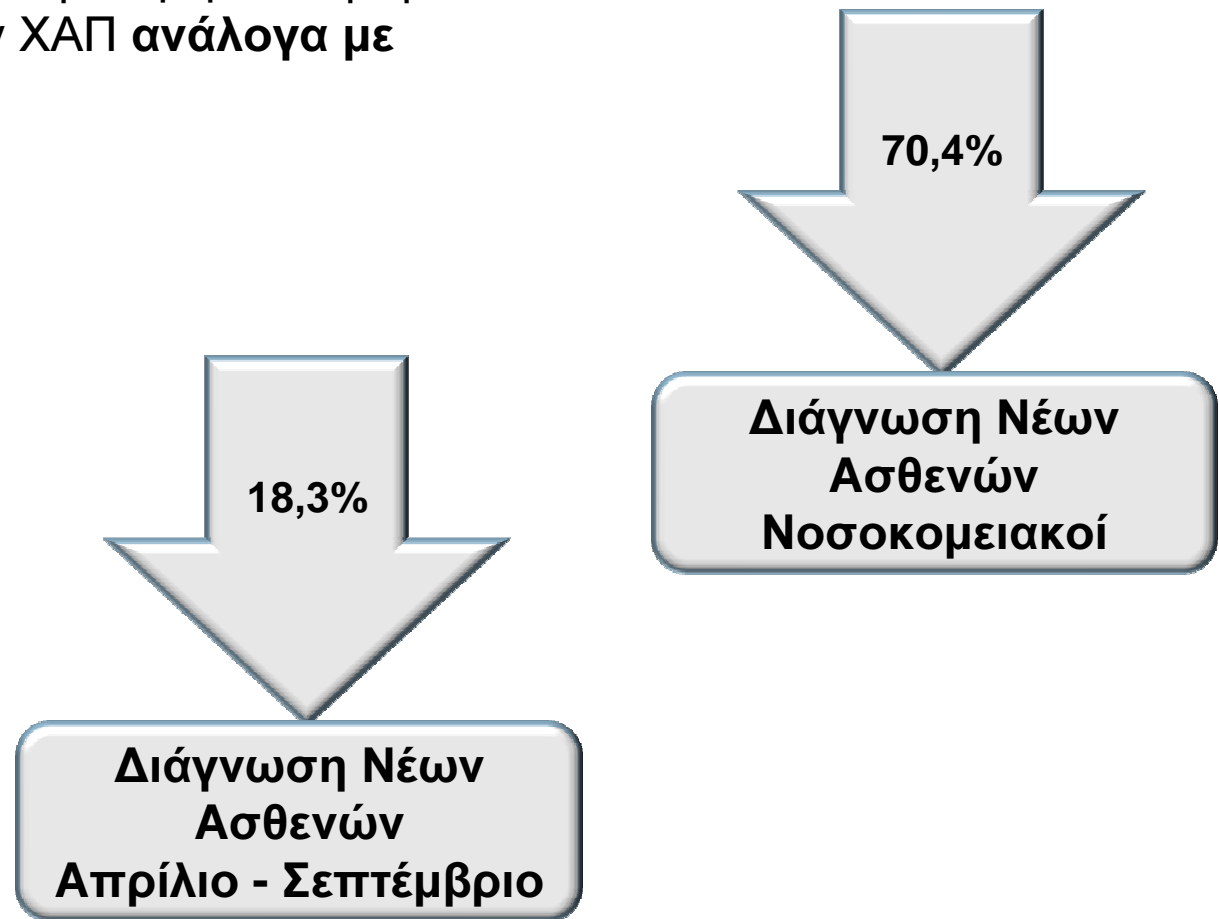 ΧΑΠ ανάλογα με
70,4%
Διάγνωση Νέων
Ασθενών
Νοσοκομειακοί
18,3%
Διάγνωση Νέων
Ασθενών
Απρίλιο - Σεπτέμβριο